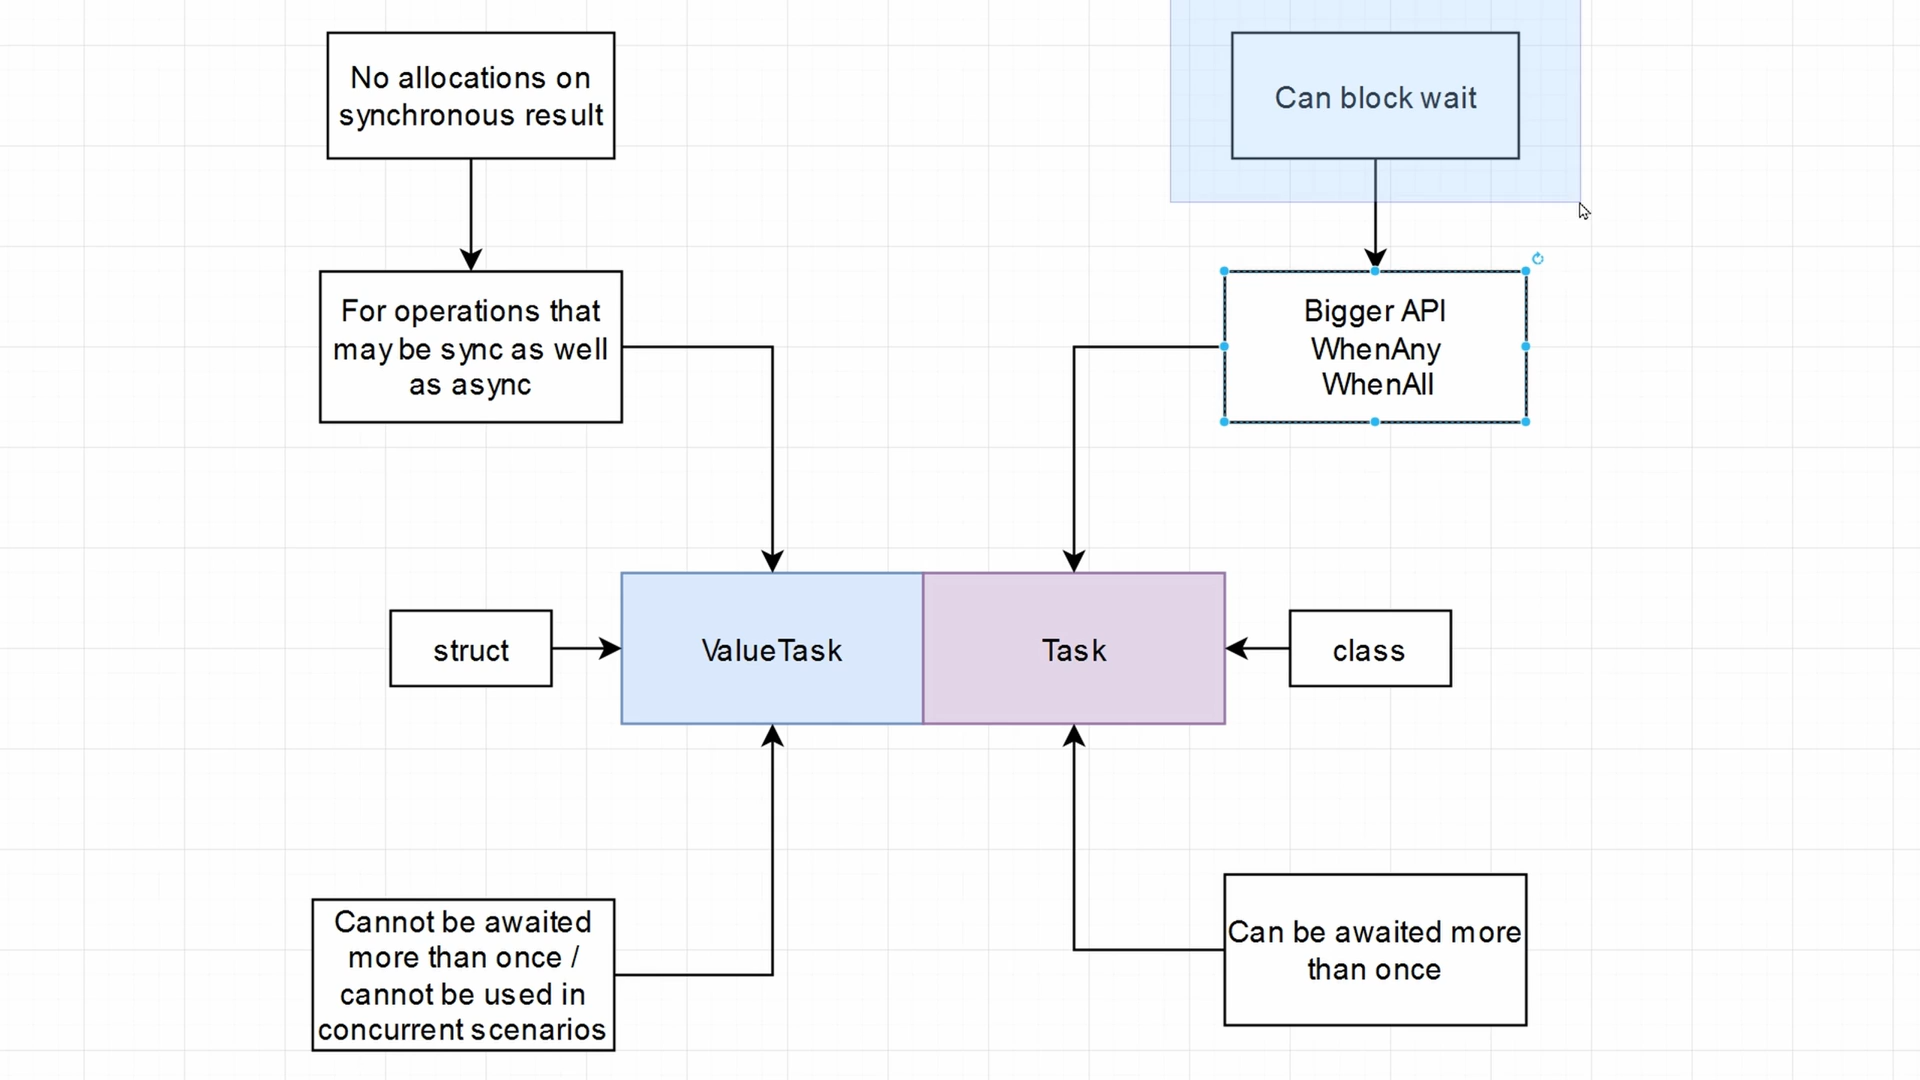 No allocations on
synchronous result
Can block wait
For operations that
may be sync as well
as async
Bigger API
WhenAny
WhenAll
struct
ValueTask
Task
class
Cannot be awaited
more than once /
cannot be used in
concurrent scenarios
Can be awaited more
than once